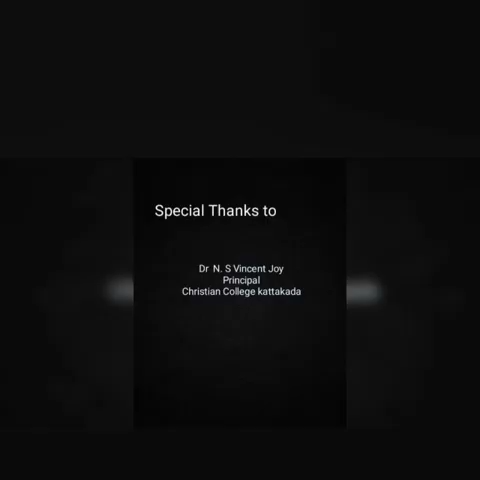 Special Thanks to
Dr N. S Vincent Joy
Principal
Christian College kattakada